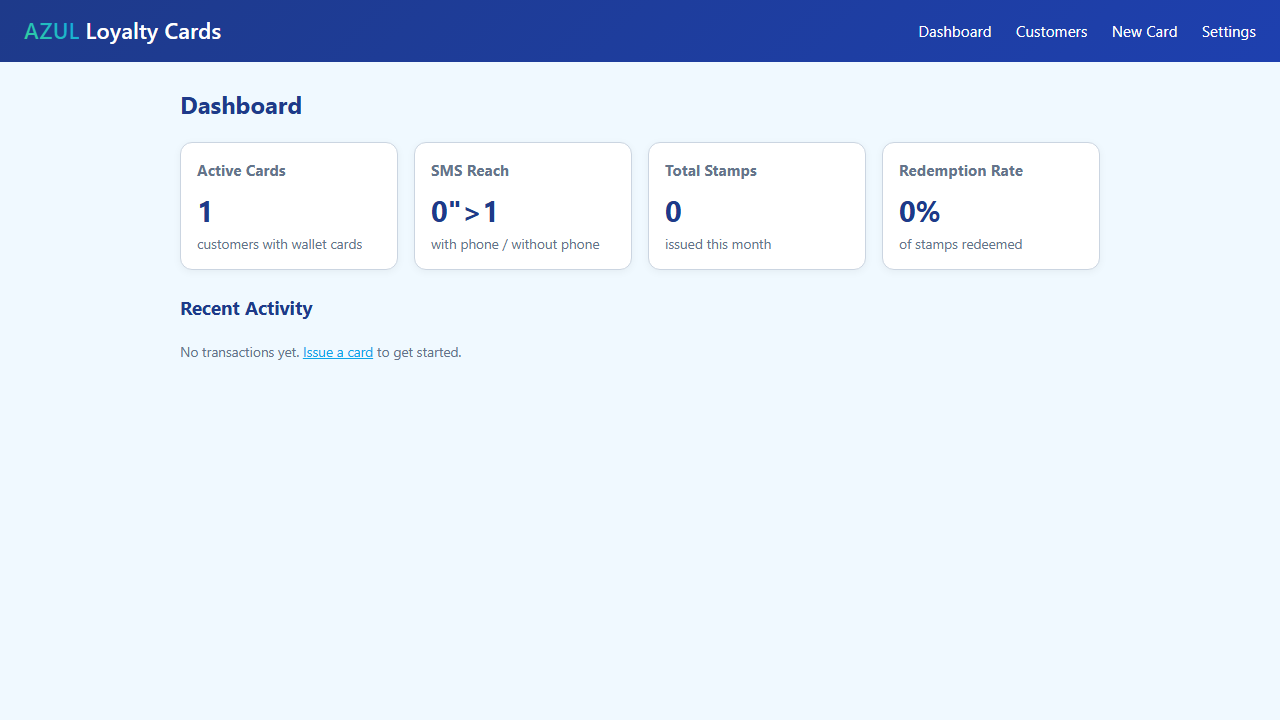 AZUL Loyalty Cards
Dashboard
Customers
New Card
Settings
Dashboard
Active Cards
1
customers with wallet cards
SMS Reach
0">1
with phone / without phone
Total Stamps
0
issued this month
Redemption Rate
0%
of stamps redeemed
Recent Activity
No transactions yet. Issue a card to get started.